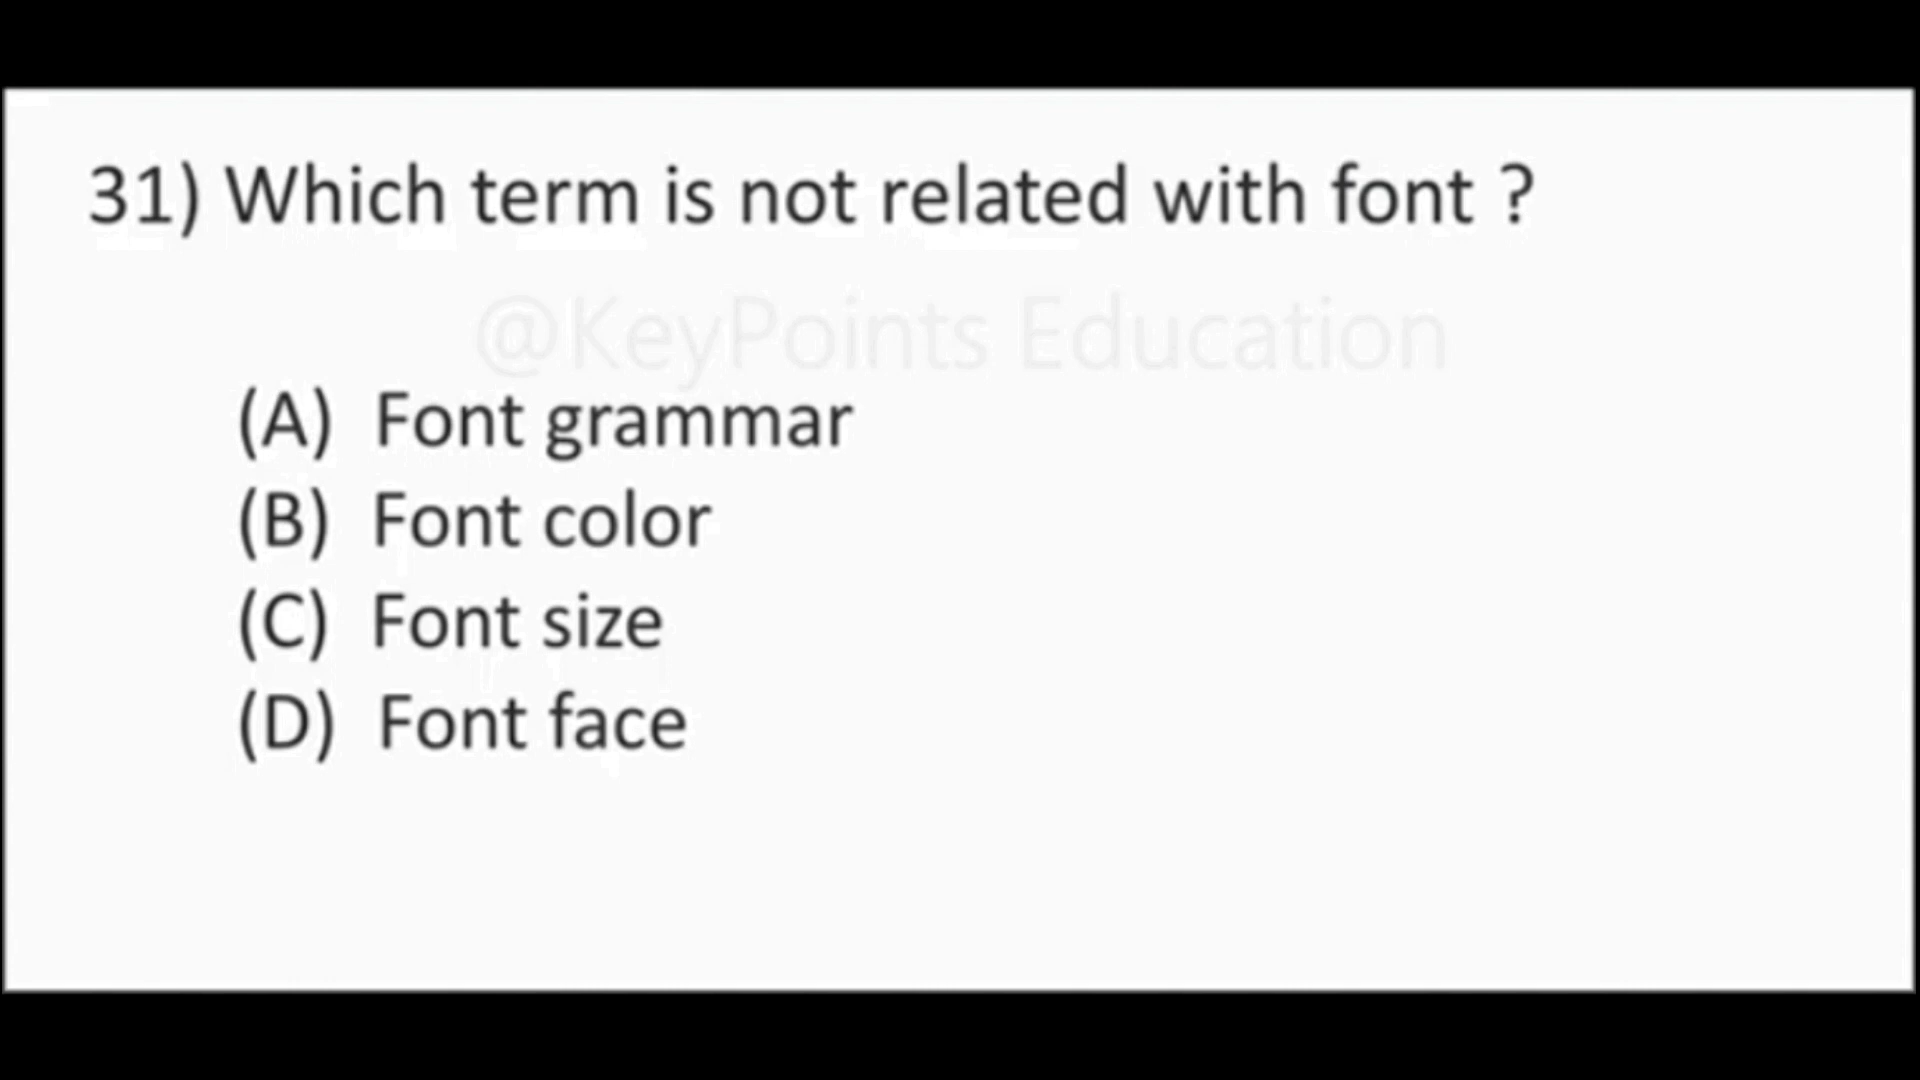 31) Which term is not related with font ?
@KeyPoints Education
(A) Font grammar
(B) Font color
(C) Font size
(D) Font face